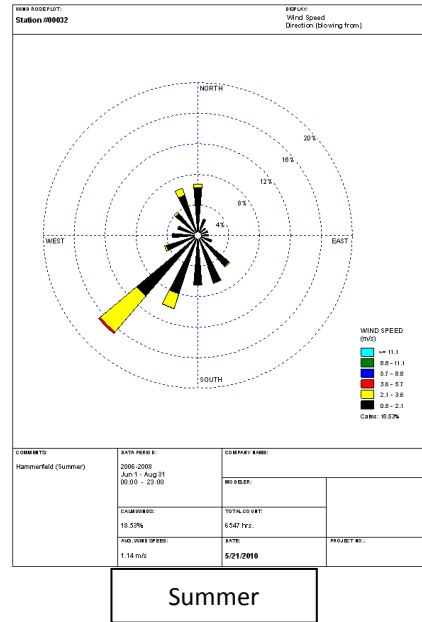 WIND ROSE PLOT:
Station #00032
DISPLAY:
Wind Speed
Direction (blowing from)
NORTH
20%
16%
12%
8%
4%
WEST
EAST
SOUTH
WIND SPEED
(m/s)
>= 11.1
8.8 - 11.1
5.7 - 8.8
3.6 - 5.7
2.1 - 3.6
0.5 - 2.1
Calms: 18.53%
COMMENTS:
Hammerfield (Summer)
DATA PERIOD:
2006-2008
Jun 1 - Aug 31
00:00 - 23:00
COMPANY NAME:
MODELER:
CALM WINDS:
18.53%
TOTAL COUNT:
6547 hrs.
AVG. WIND SPEED:
1.14 m/s
DATE:
5/21/2010
PROJECT NO.:
Summer